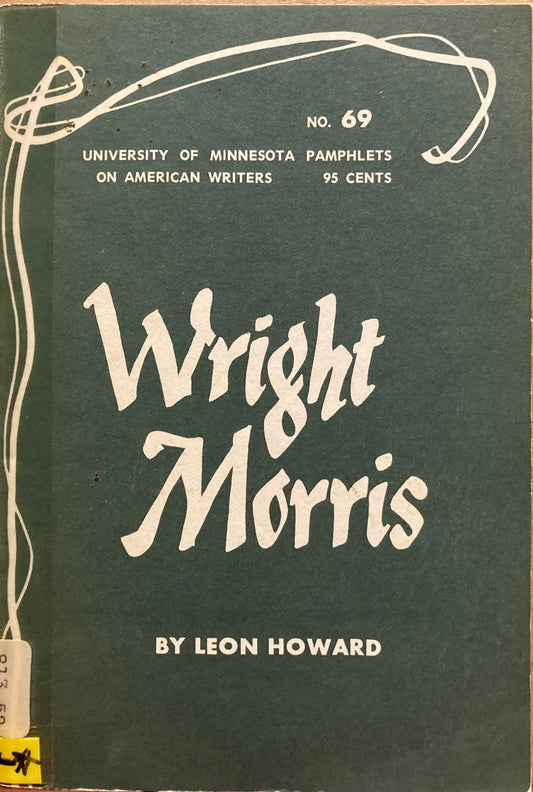 NO. 69
UNIVERSITY OF MINNESOTA PAMPHLETS
ON AMERICAN WRITERS 95 CENTS
Wright
Morris
BY LEON HOWARD